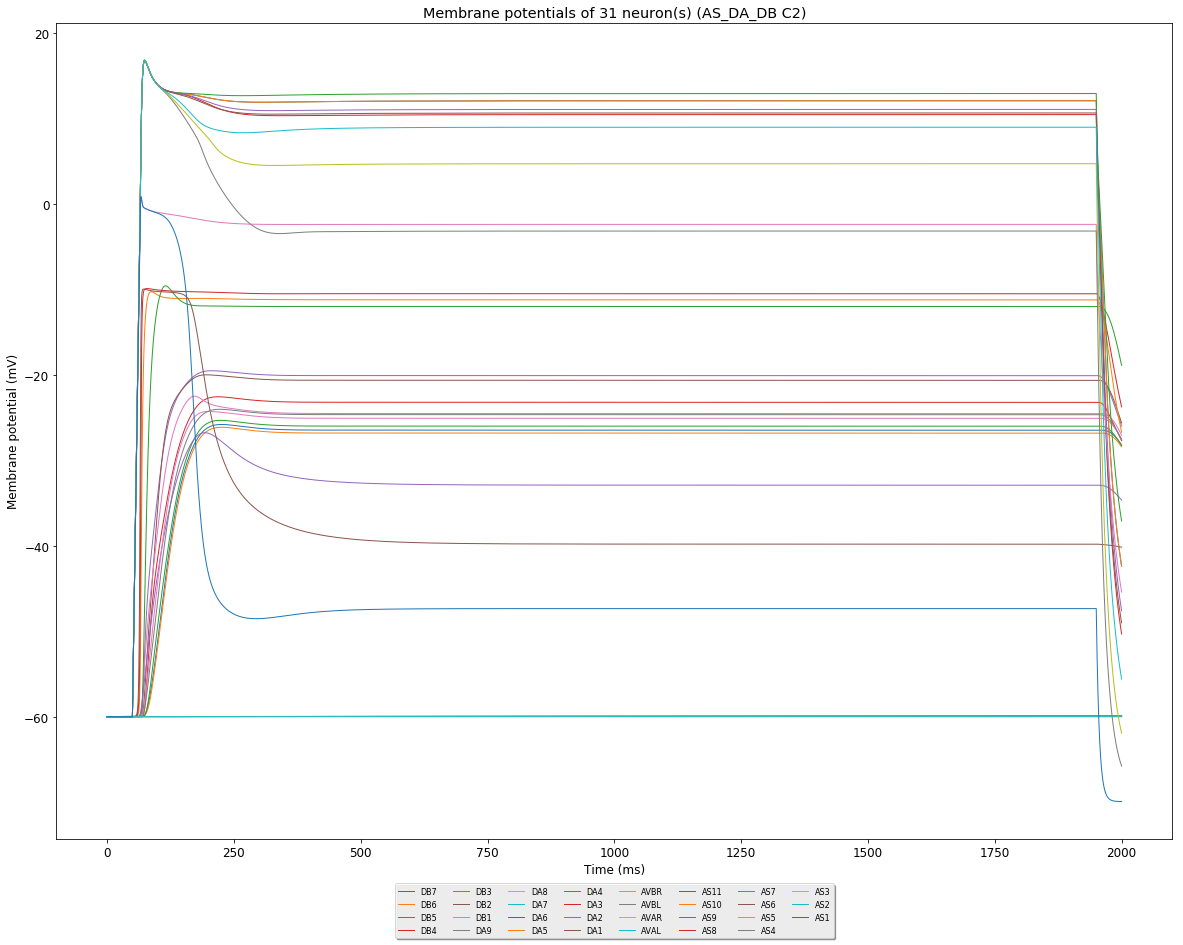 Membrane potentials of 31 neuron(s) (AS_DA_DB C2)
20
0
−20
−40
−60
Membrane potential (mV)
0 250 500 750 1000 1250 1500 1750 2000
Time (ms)
DB7 DB3 DA8 DA4 AVBR AS11 AS7 AS3
DB6 DB2 DA7 DA3 AVBL AS10 AS6 AS2
DB5 DB1 DA6 DA2 AVAR AS9 AS5 AS1
DB4 DA9 DA5 DA1 AVAL AS8 AS4